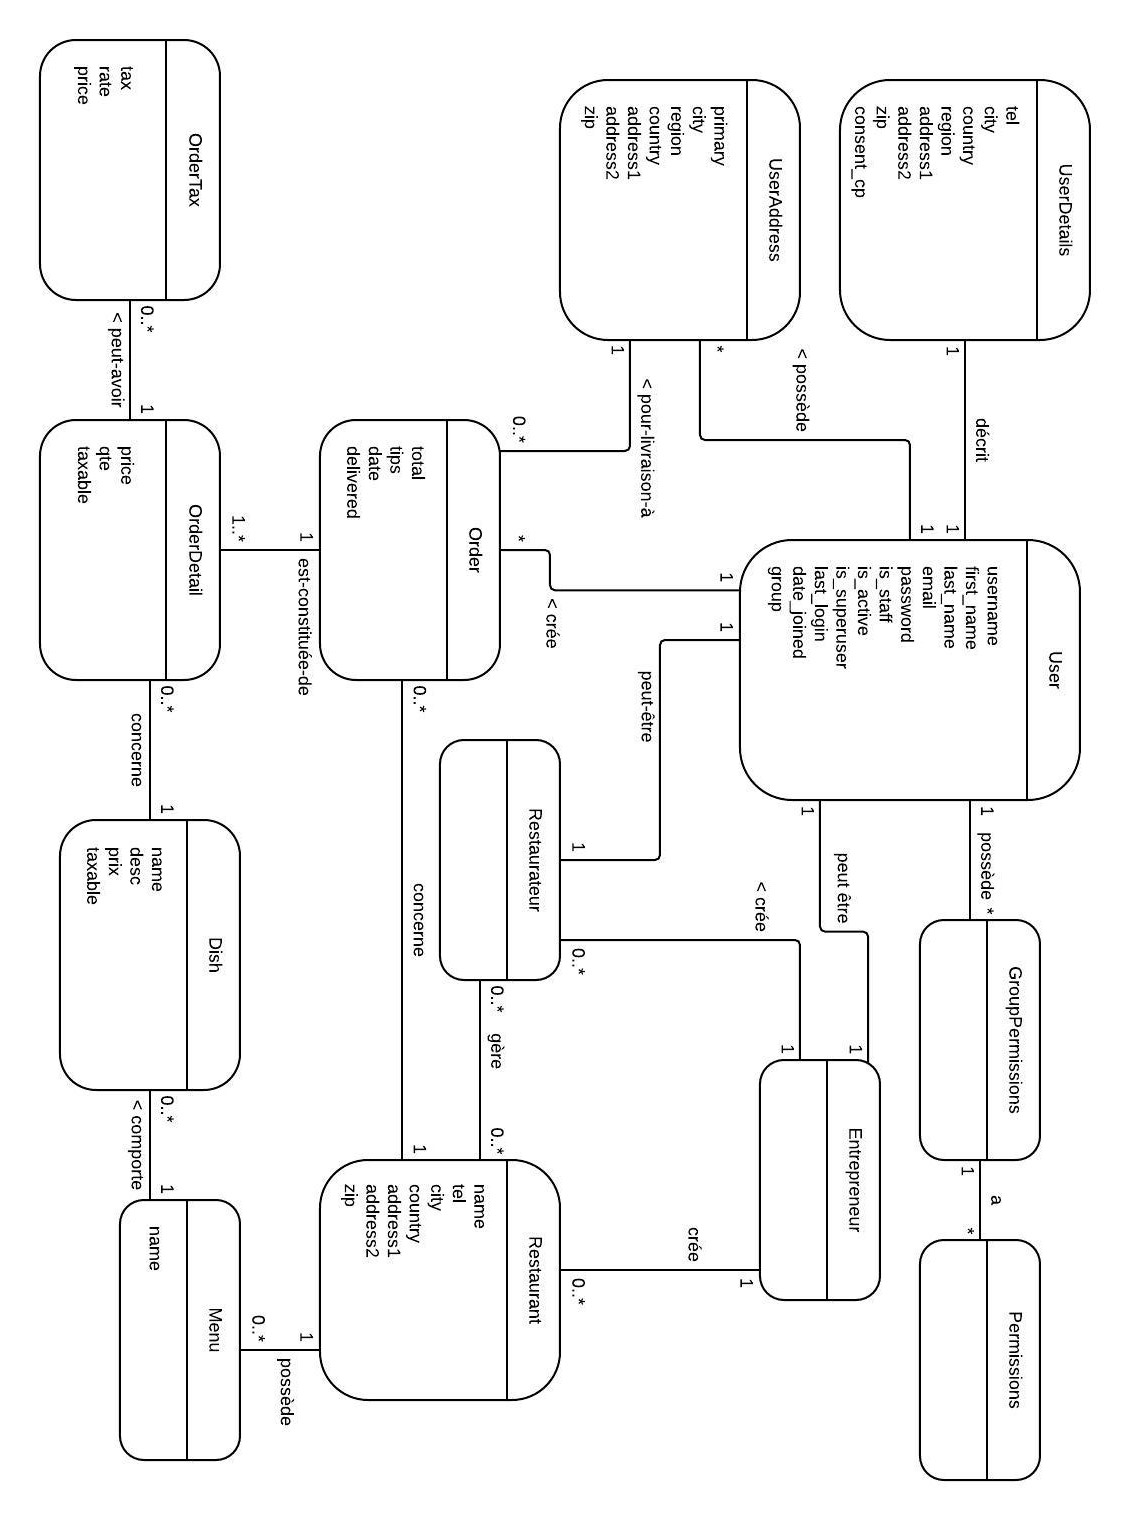 UserDetails
tel
city
country
region
address1
address2
zip
consent_cp
1
décrit
1
User
username
first_name
last_name
email
password
is_staff
is_active
is_superuser
last_login
date_joined
group
1
possède
*
GroupPermissions
1
a
*
Permissions
UserAddress
primary
city
region
country
address1
address2
zip
*
< possède
1
1
< pour-livraison-à
0..*
1
< crée
*
1
peut-être
1
1
peut être
1
Entrepreneur
1
< crée
0..*
1
crée
0..*
Restaurateur
0..*
gère
0..*
Order
total
tips
date
delivered
0..*
concerne
1
Restaurant
name
tel
city
country
address1
address2
zip
1
est-constituée-de
1..*
1
possède
0..*
OrderTax
tax
rate
price
0..*
< peut-avoir
1
OrderDetail
price
qte
taxable
0..*
concerne
1
Dish
name
desc
prix
taxable
0..*
< comporte
1
Menu
name